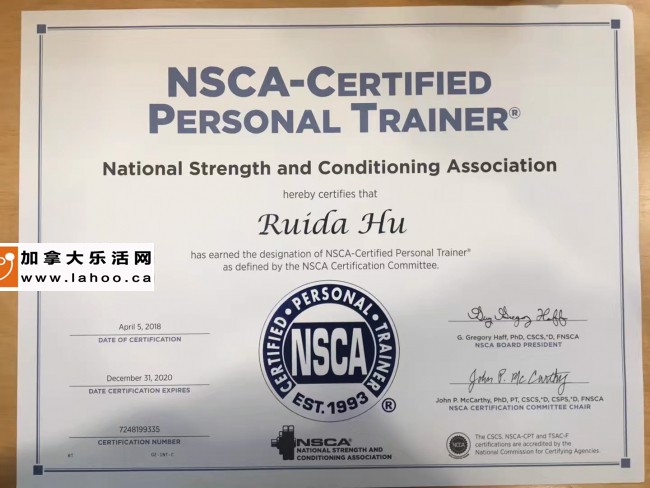 NSCA-CERTIFIED
PERSONAL TRAINER®
National Strength and Conditioning Association
hereby certifies that
Ruida Hu
has earned the designation of NSCA-Certified Personal Trainer®
as defined by the NSCA Certification Committee.
加拿大乐活网
www.lahoo.ca
April 5, 2018
DATE OF CERTIFICATION
December 31, 2020
DATE CERTIFICATION EXPIRES
7248199335
CERTIFICATION NUMBER
CERTIFIED • PERSONAL • TRAINER
NSCA
EST. 1993
®
NSCA®
NATIONAL STRENGTH AND
CONDITIONING ASSOCIATION
G. Gregory Haff, PhD, CSCS,*D, FNSCA
NSCA BOARD PRESIDENT
John P. McCarthy
John P. McCarthy, PhD, PT, CSCS,*D, CSPS,*D, FNSCA
NSCA CERTIFICATION COMMITTEE CHAIR
NCCA
The CSCS, NSCA-CPT and TSAC-F
certifications are accredited by the
National Commission for Certifying Agencies